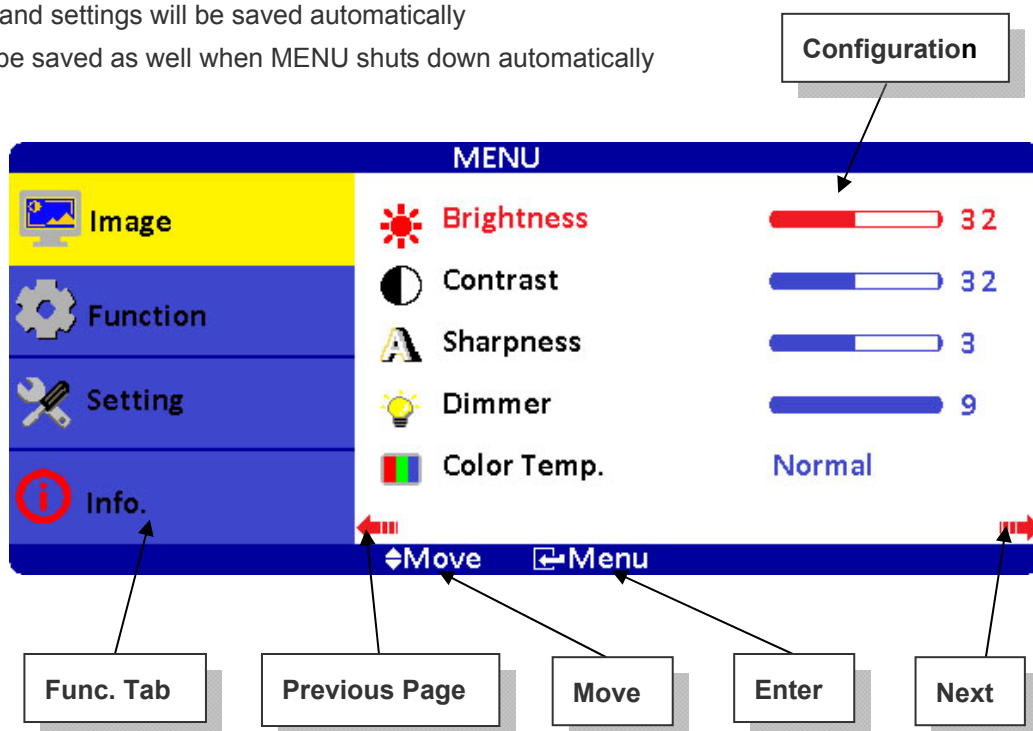 and settings will be saved automatically
be saved as well when MENU shuts down automatically
Configuration
MENU
Image
Function
Setting
Info.
Brightness 32
Contrast 32
Sharpness 3
Dimmer 9
Color Temp. Normal
Move Menu
Func. Tab
Previous Page
Move
Enter
Next